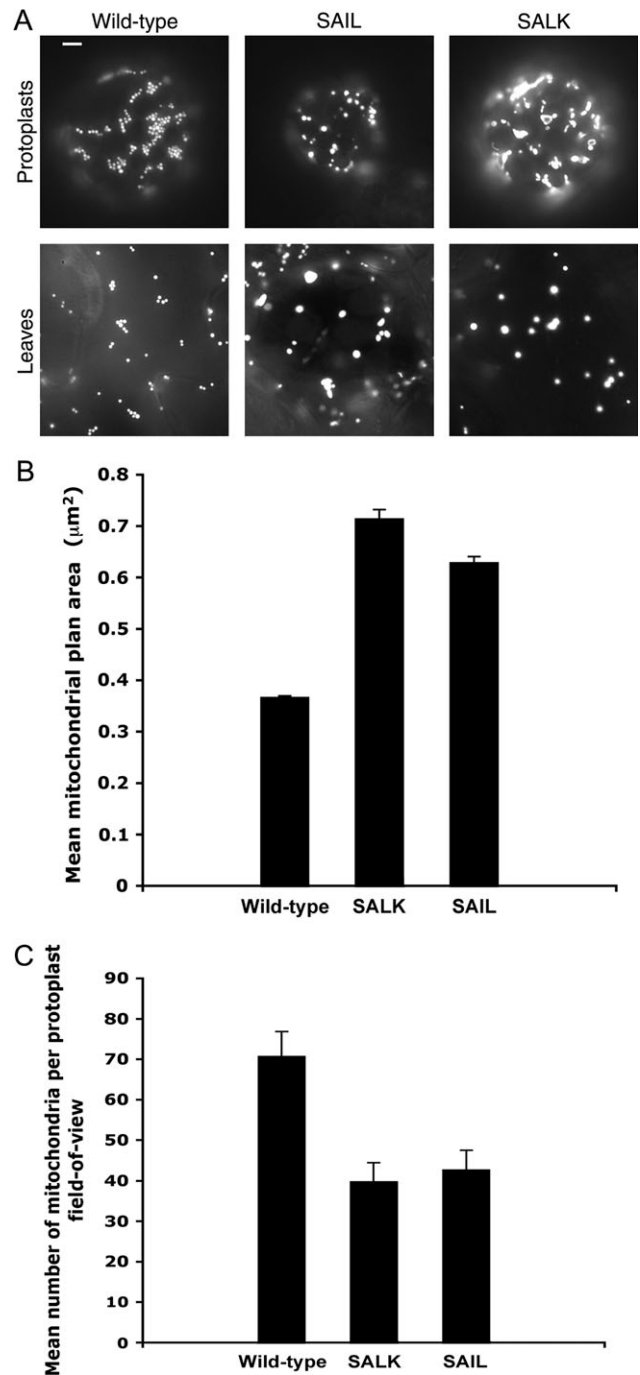 A
Wild-type
SAIL
SALK
Protoplasts
Leaves
B
Mean mitochondrial plan area (μm²)
0.8
0.7
0.6
0.5
0.4
0.3
0.2
0.1
0
Wild-type SALK SAIL
C
Mean number of mitochondria per protoplast
field-of-view
90
80
70
60
50
40
30
20
10
0
Wild-type SALK SAIL